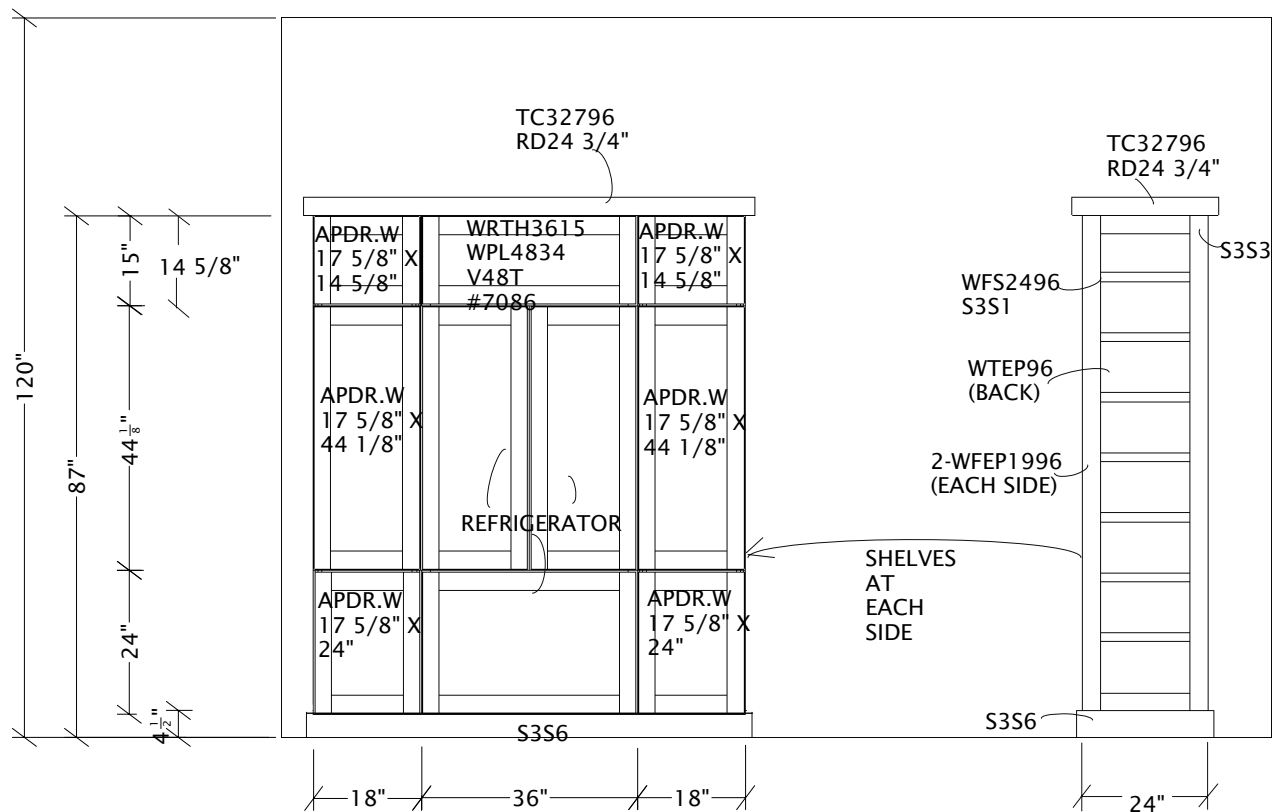 TC32796
RD24 3/4"
TC32796
RD24 3/4"
APDR.W
17 5/8" X
14 5/8"
WRTH3615
WPL4834
V48T
#7086
APDR.W
17 5/8" X
14 5/8"
S3S3
15"
14 5/8"
WFS2496
S3S1
120"
87"
44 1/8"
APDR.W
17 5/8" X
44 1/8"
APDR.W
17 5/8" X
44 1/8"
WTEP96
(BACK)
2-WFEP1996
(EACH SIDE)
REFRIGERATOR
SHELVES
AT
EACH
SIDE
24"
APDR.W
17 5/8" X
24"
APDR.W
17 5/8" X
24"
4 1/2"
S3S6
S3S6
18"
36"
18"
24"